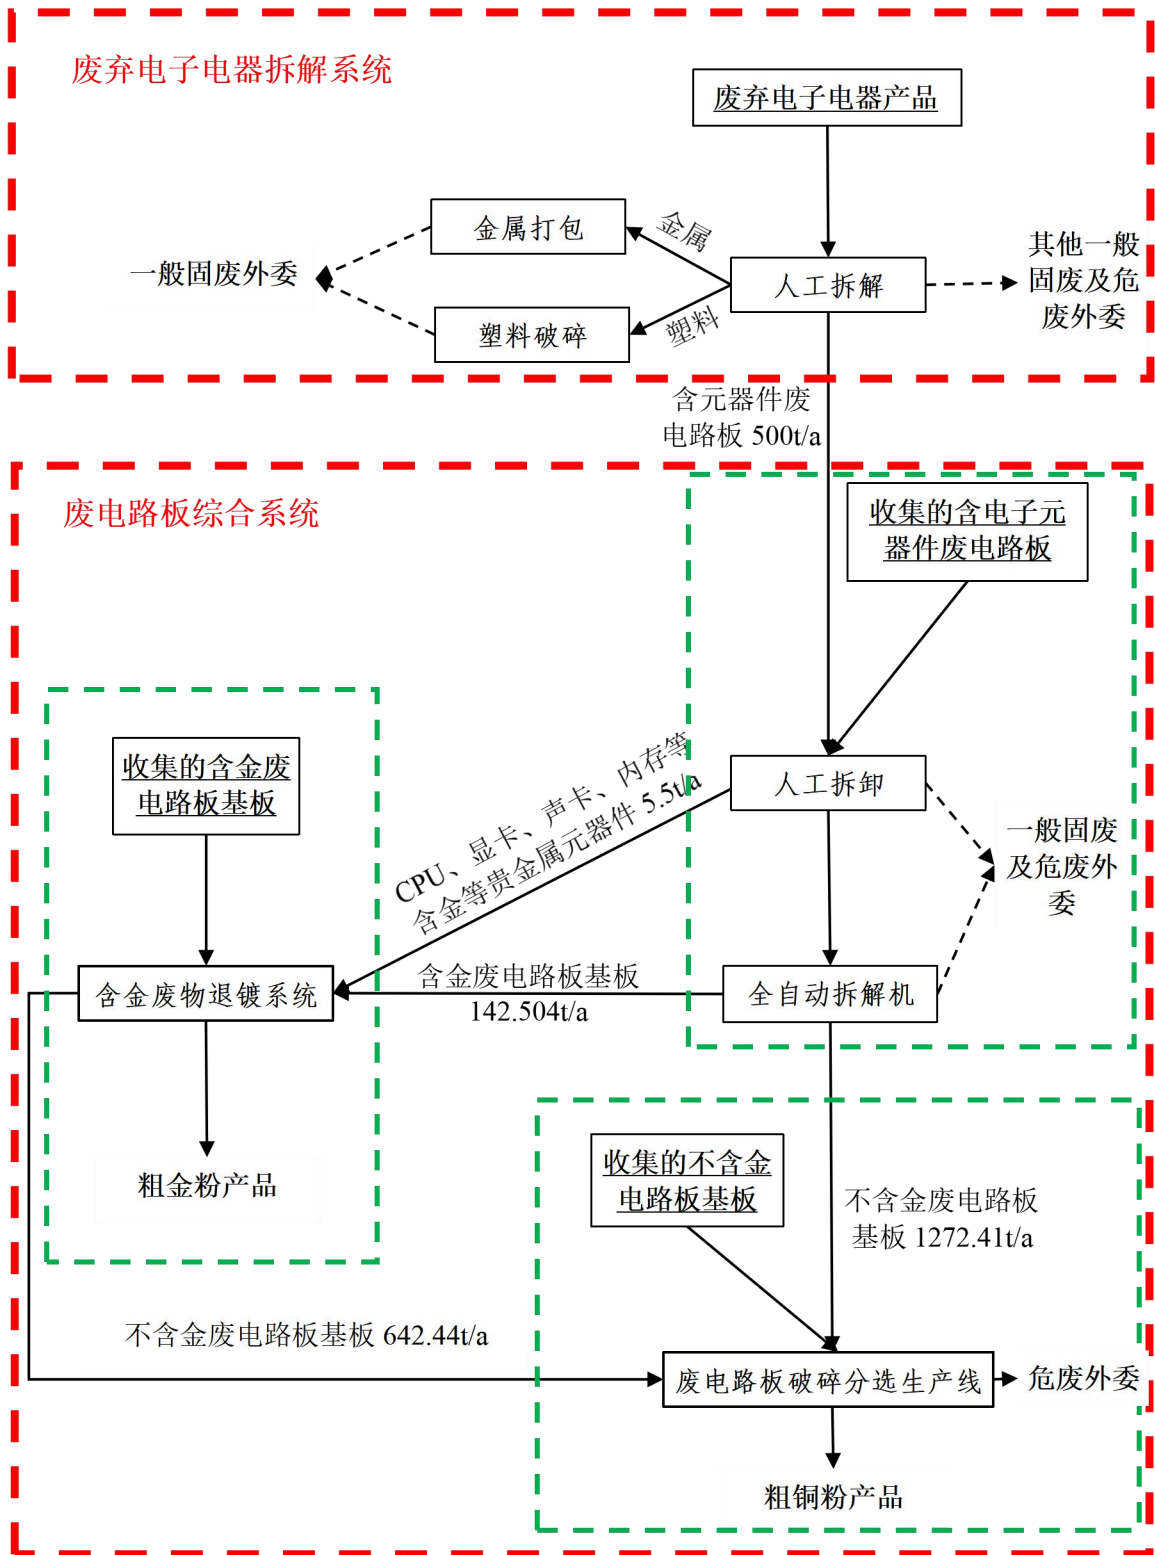 废弃电子电器拆解系统
废弃电子电器产品
金属打包
金属
一般固废外委
人工拆解
其他一般
固废及危
废外委
塑料破碎
塑料
含元器件废
电路板 500t/a
废电路板综合系统
收集的含电子元
器件废电路板
收集的含金废
电路板基板
CPU、显卡、声卡、内存等
含金等贵金属元器件 5.5t/a
人工拆卸
一般固废
及危废外
委
含金废物退镀系统
含金废电路板基板
142.504t/a
全自动拆解机
粗金粉产品
收集的不含金
电路板基板
不含金废电路板
基板 1272.41t/a
不含金废电路板基板 642.44t/a
废电路板破碎分选生产线
危废外委
粗铜粉产品